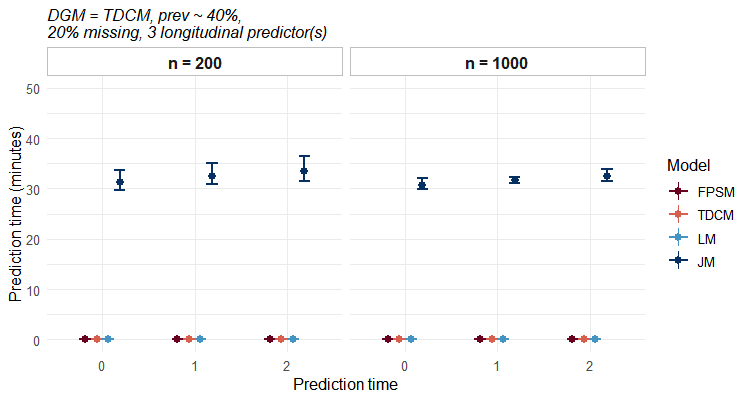 DGM = TDCM, prev ~ 40%,
20% missing, 3 longitudinal predictor(s)
n = 200
n = 1000
Prediction time (minutes)
50
40
30
20
10
0
0
1
2
0
1
2
Prediction time
Model
FPSM
TDCM
LM
JM